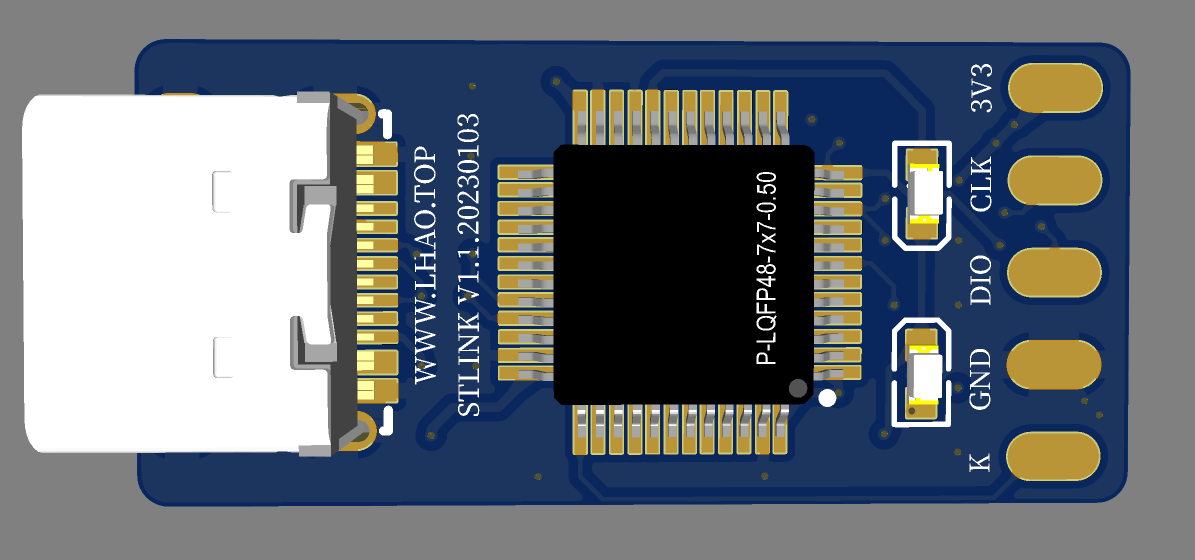 WWW.LHAO.TOP
STLINK V1.1.20230103
P-LQFP48-7x7-0.50
3V3
CLK
DIO
GND
K